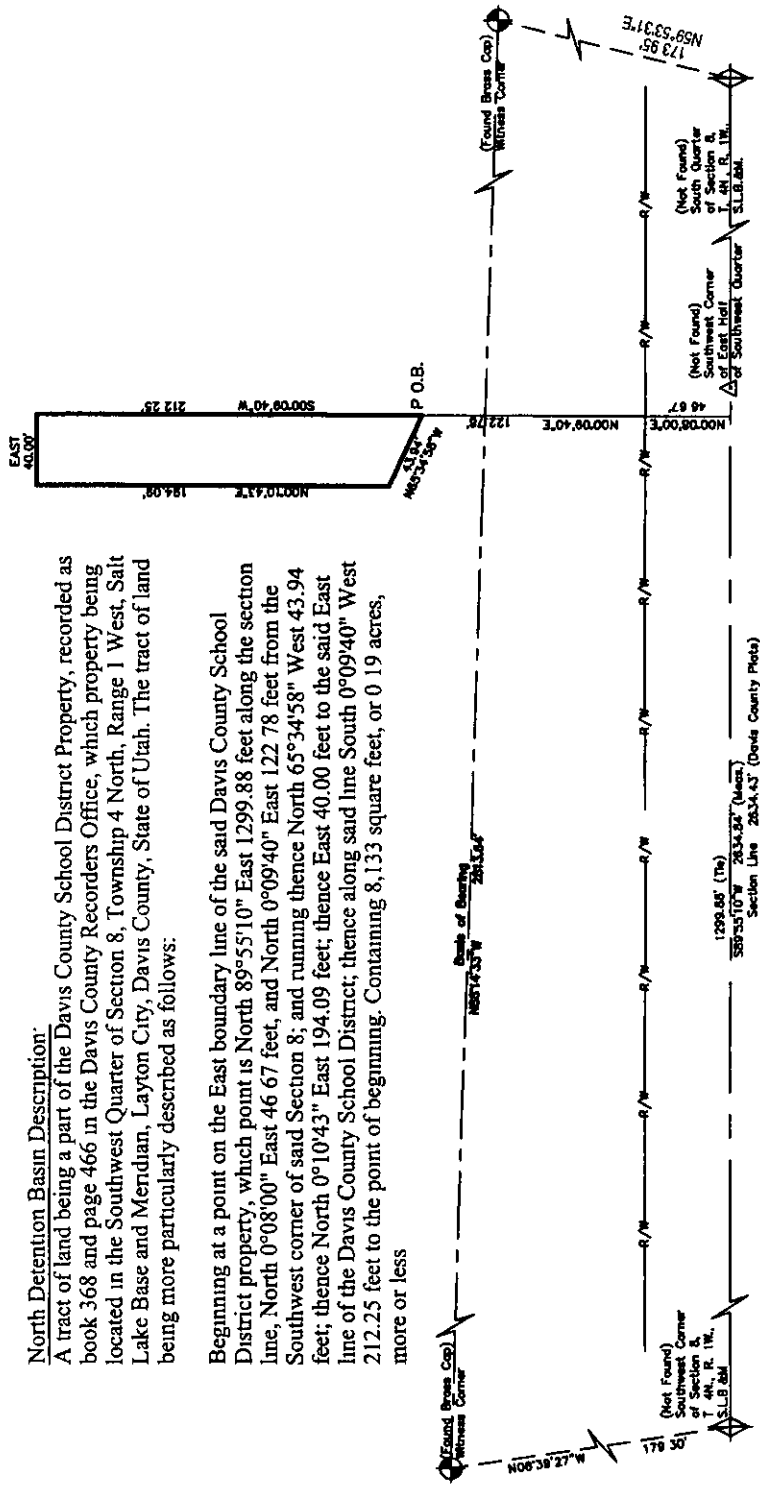 North Detention Basin Description:
A tract of land being a part of the Davis County School District Property, recorded as
book 368 and page 466 in the Davis County Recorders Office, which property being
located in the Southwest Quarter of Section 8, Township 4 North, Range 1 West, Salt
Lake Base and Meridian, Layton City, Davis County, State of Utah. The tract of land
being more particularly described as follows:
Beginning at a point on the East boundary line of the said Davis County School
District property, which point is North 89°55'10" East 1299.88 feet along the section
line, North 0°08'00" East 46 67 feet, and North 0°09'40" East 122 78 feet from the
Southwest corner of said Section 8; and running thence North 65°34'58" West 43.94
feet; thence North 0°10'43" East 194.09 feet; thence East 40.00 feet to the said East
line of the Davis County School District; thence along said line South 0°09'40" West
212.25 feet to the point of beginning. Containing 8,133 square feet, or 0 19 acres,
more or less
EAST
40.00'
212 25'
S00°09'40"W
194.09'
N00°10'43"E
43.94'
N65°34'58"W
P O.B.
122.78'
N00°09'40"E
46 67'
N00°08'00"E
(Found Brass Cap)
Witness Corner
173 95'
N59°53'31"E
(Not Found)
South Quarter
of Section 8,
T. 4N., R. 1W.,
S.L.B.&M.
(Not Found)
Southwest Corner
of East Half
of Southwest Quarter
R/W
R/W
R/W
R/W
R/W
R/W
R/W
R/W
R/W
Basis of Bearing
2813.64'
1299.88' (Tie)
S89°55'10"W 2634.84' (Meas.)
Section Line 2634.43' (Davis County Plats)
(Found Brass Cap)
Witness Corner
N06°39'27"W
179 30'
(Not Found)
Southwest Corner
of Section 8,
T 4N., R. 1W.,
S.L.B &M